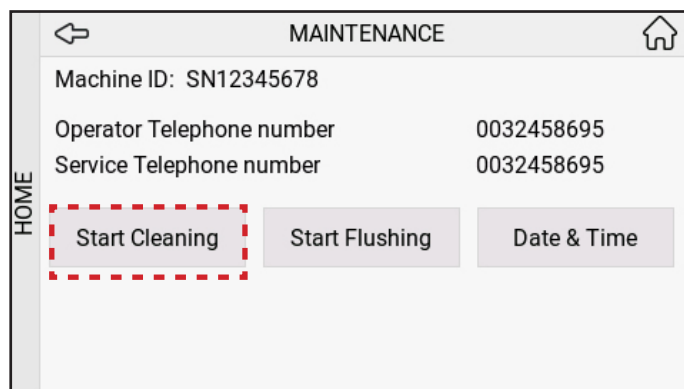 MAINTENANCE
Machine ID: SN12345678
Operator Telephone number 0032458695
Service Telephone number 0032458695
HOME
Start Cleaning Start Flushing Date & Time